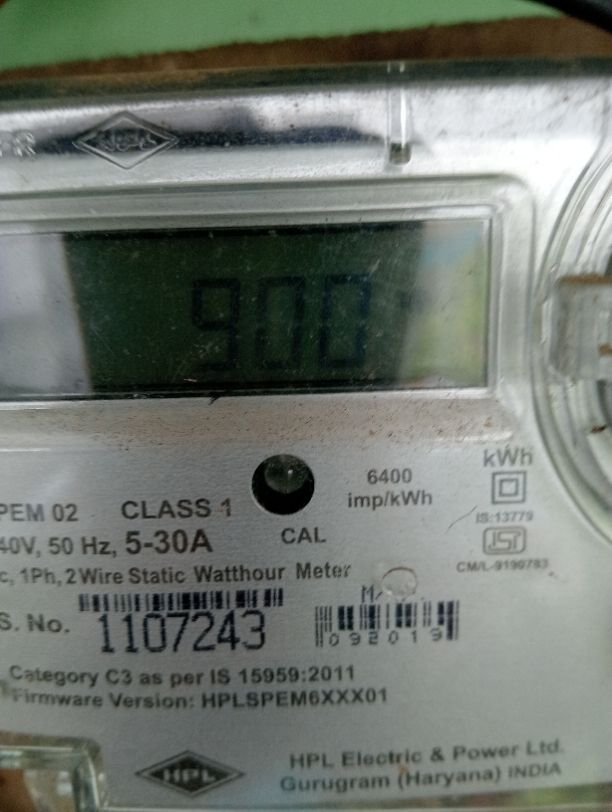 HPL
900
kWh
6400
imp/kWh
PEM 02 CLASS 1
IS:13779
40V, 50 Hz, 5-30A
CAL
CM/L-9190783
c, 1Ph, 2 Wire Static Watthour Meter
S. No. 1107243
092019
Category C3 as per IS 15959:2011
Firmware Version: HPLSPEM6XXX01
HPL
HPL Electric & Power Ltd.
Gurugram (Haryana) INDIA